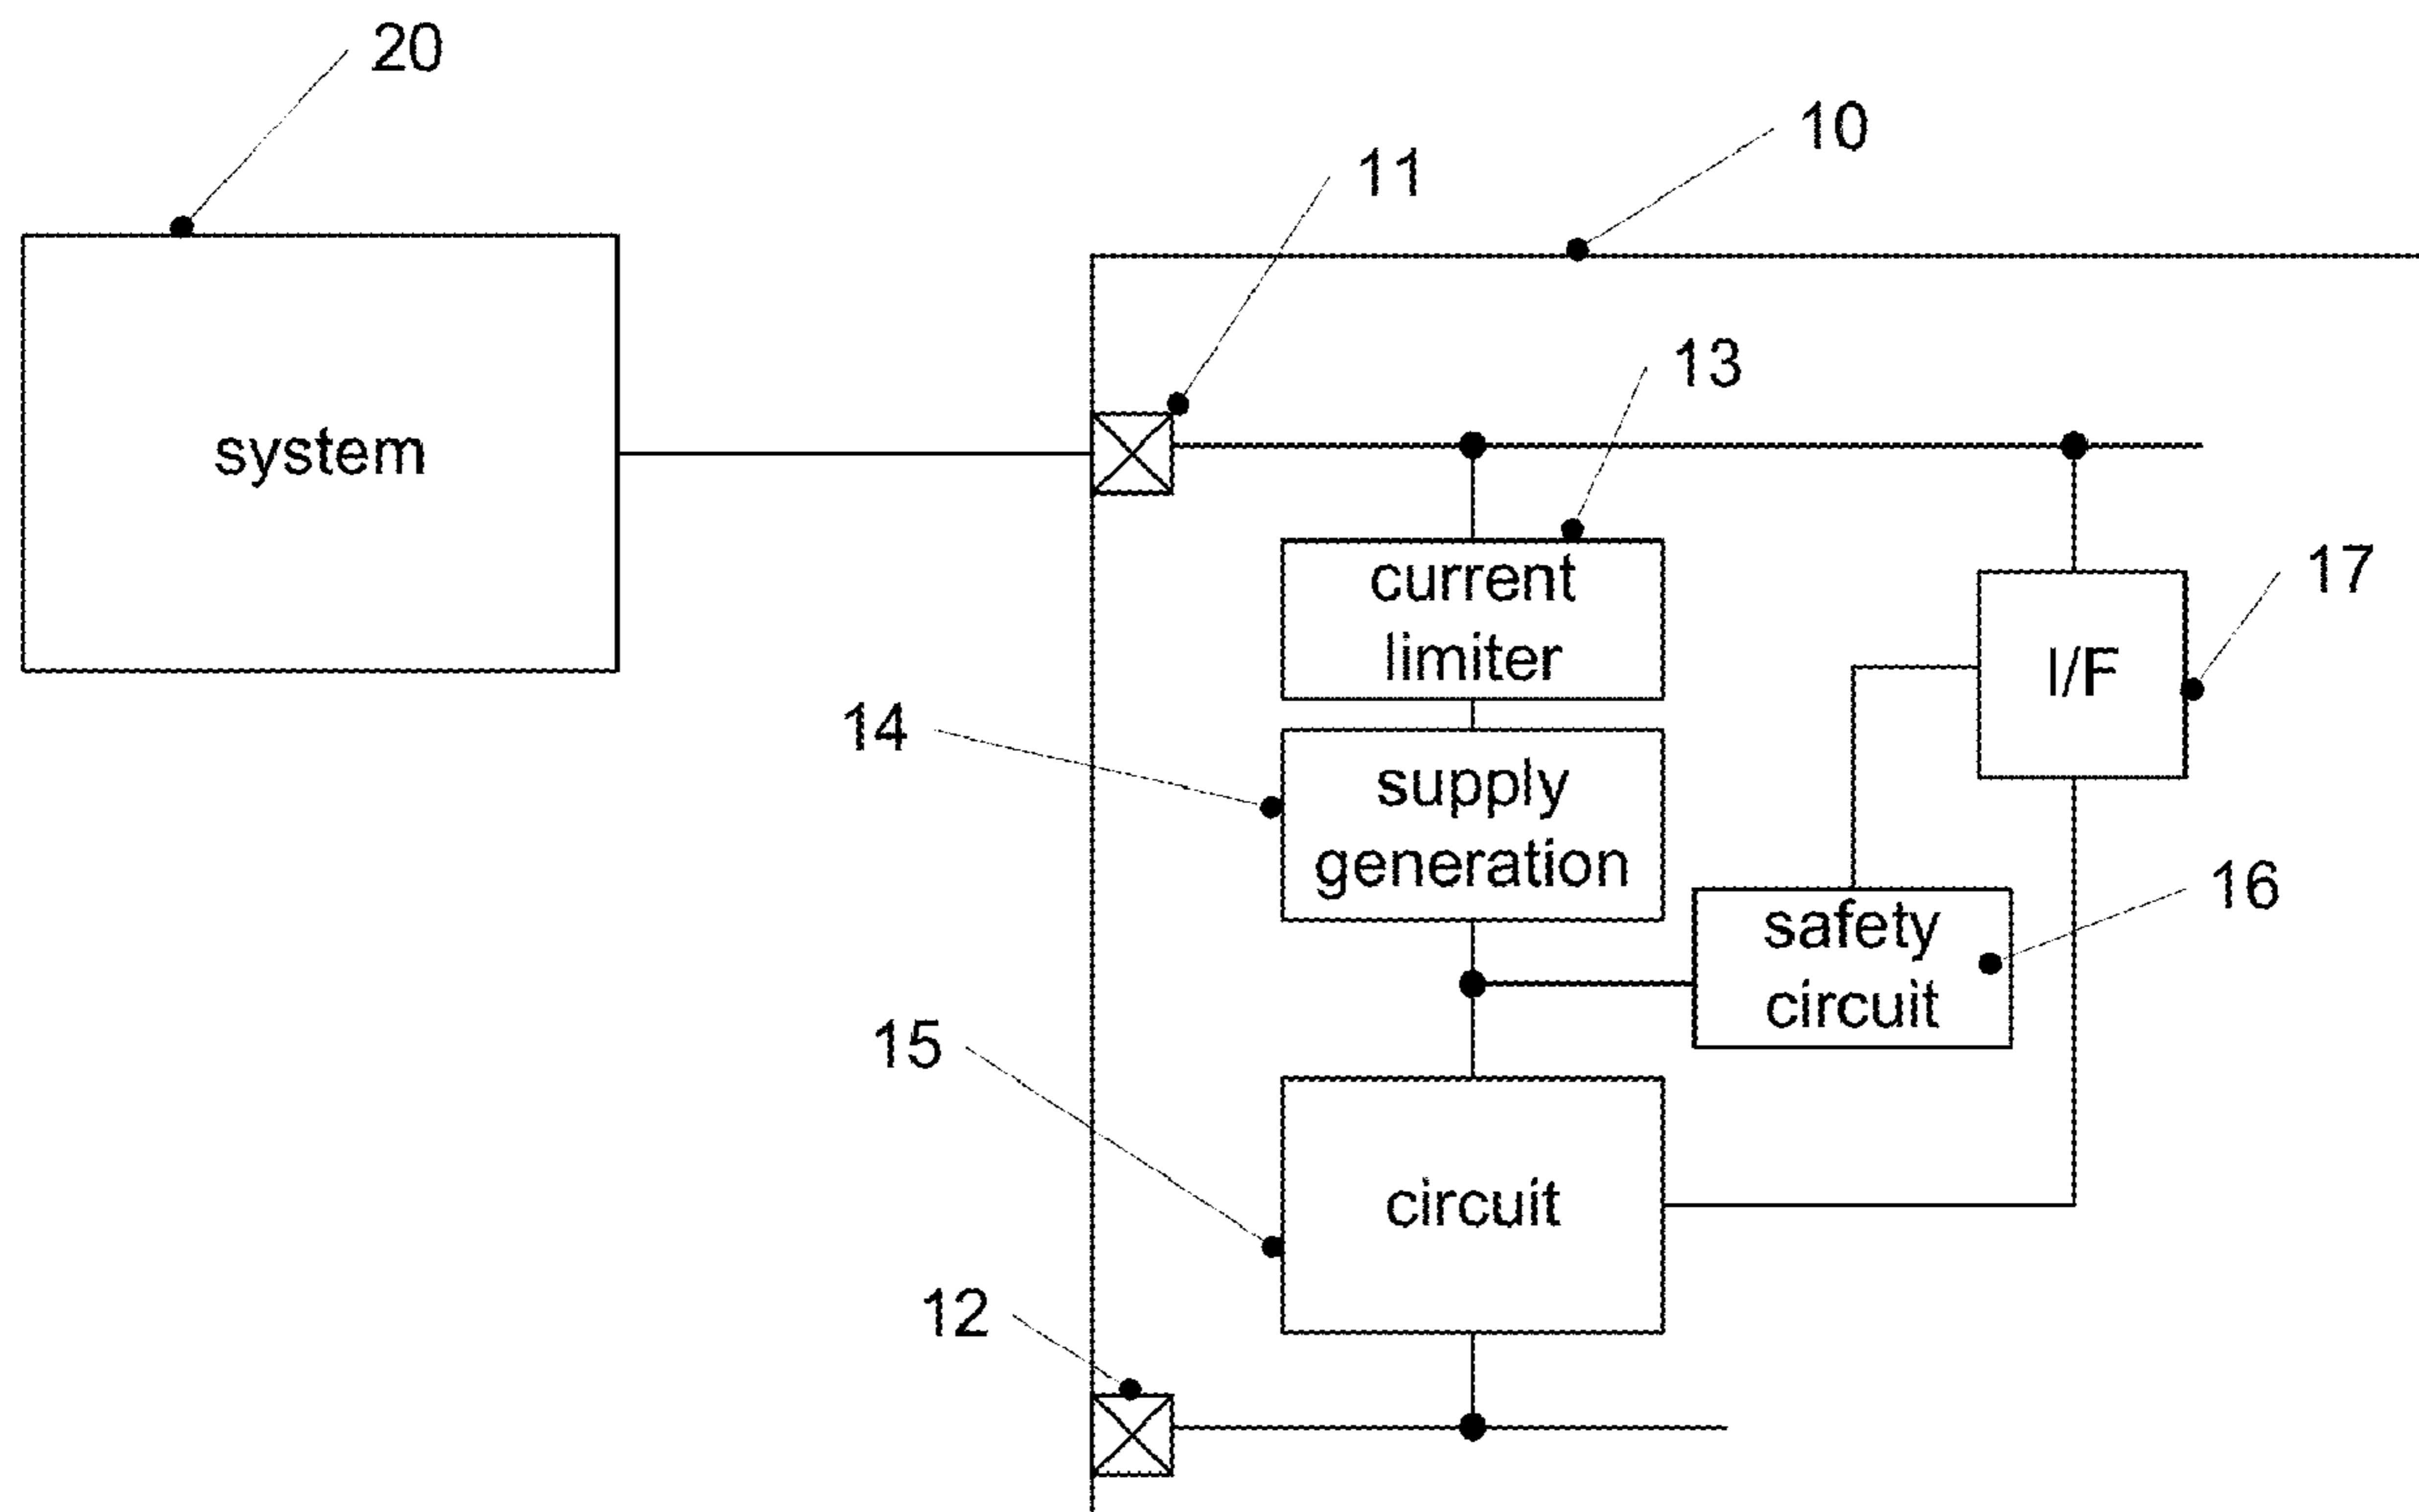 20
10
11
13
system
current
limiter
17
I/F
14
supply
generation
16
safety
circuit
15
circuit
12